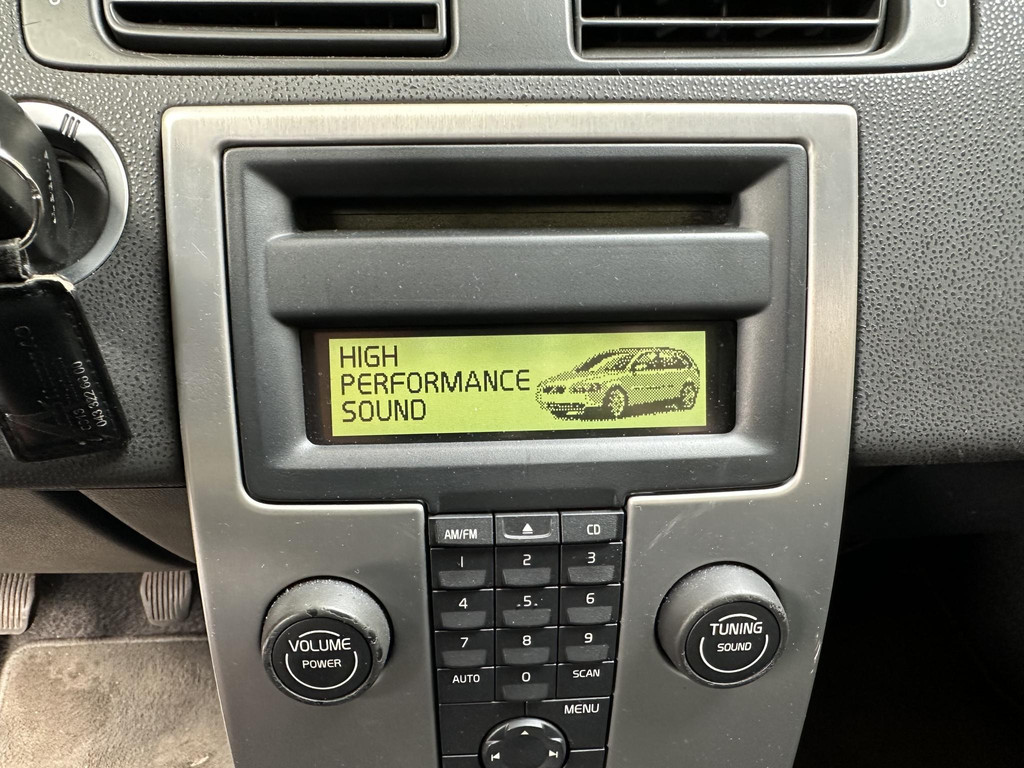 HIGH
PERFORMANCE
SOUND
AM/FM
CD
1 2 3
4 5 6
7 8 9
AUTO 0 SCAN
MENU
VOLUME
POWER
TUNING
SOUND